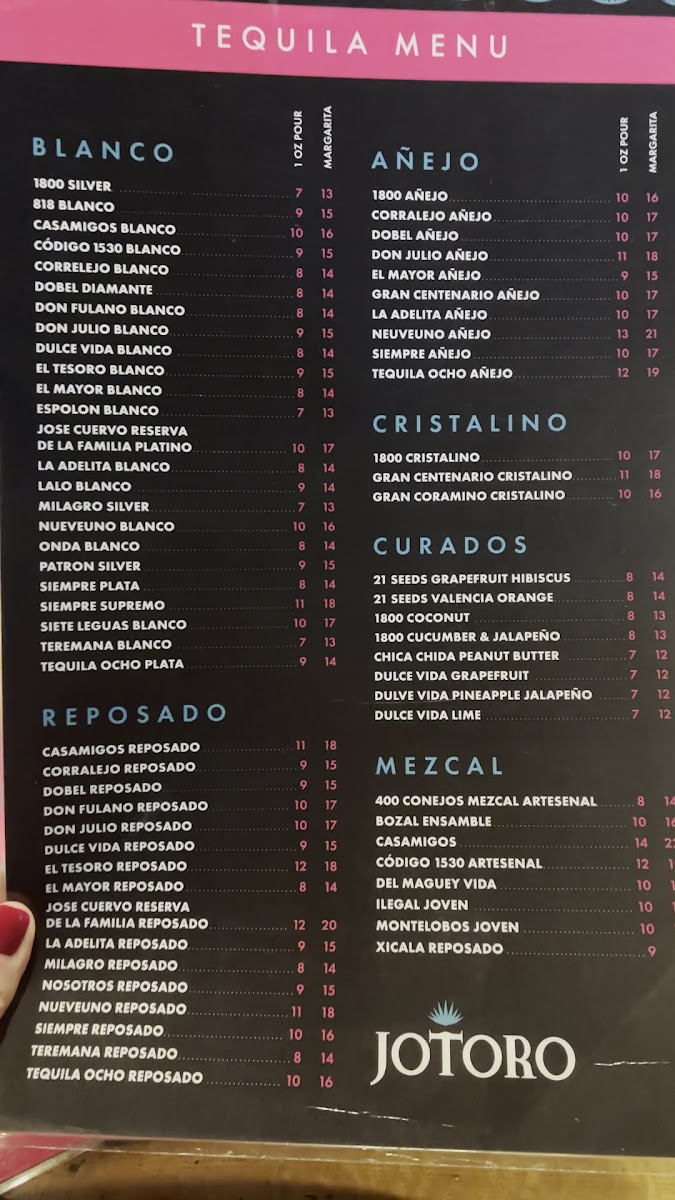 TEQUILA MENU
BLANCO
1 OZ POUR
MARGARITA
1800 SILVER 7 13
818 BLANCO 9 15
CASAMIGOS BLANCO 10 16
CÓDIGO 1530 BLANCO 9 15
CORRELEJO BLANCO 8 14
DOBEL DIAMANTE 8 14
DON FULANO BLANCO 8 14
DON JULIO BLANCO 9 15
DULCE VIDA BLANCO 8 14
EL TESORO BLANCO 9 15
EL MAYOR BLANCO 8 14
ESPOLON BLANCO 7 13
JOSE CUERVO RESERVA
DE LA FAMILIA PLATINO 10 17
LA ADELITA BLANCO 8 14
LALO BLANCO 9 14
MILAGRO SILVER 7 13
NUEVEUNO BLANCO 10 16
ONDA BLANCO 8 14
PATRON SILVER 9 15
SIEMPRE PLATA 8 14
SIEMPRE SUPREMO 11 18
SIETE LEGUAS BLANCO 10 17
TEREMANA BLANCO 7 13
TEQUILA OCHO PLATA 9 14
REPOSADO
CASAMIGOS REPOSADO 11 18
CORRALEJO REPOSADO 9 15
DOBEL REPOSADO 9 15
DON FULANO REPOSADO 10 17
DON JULIO REPOSADO 10 17
DULCE VIDA REPOSADO 9 15
EL TESORO REPOSADO 12 18
EL MAYOR REPOSADO 8 14
JOSE CUERVO RESERVA
DE LA FAMILIA REPOSADO 12 20
LA ADELITA REPOSADO 9 15
MILAGRO REPOSADO 8 14
NOSOTROS REPOSADO 9 15
NUEVEUNO REPOSADO 11 18
SIEMPRE REPOSADO 10 16
TEREMANA REPOSADO 8 14
TEQUILA OCHO REPOSADO 10 16
AÑEJO
1 OZ POUR
MARGARITA
1800 AÑEJO 10 16
CORRALEJO AÑEJO 10 17
DOBEL AÑEJO 10 17
DON JULIO AÑEJO 11 18
EL MAYOR AÑEJO 9 15
GRAN CENTENARIO AÑEJO 10 17
LA ADELITA AÑEJO 10 17
NEUVEUNO AÑEJO 13 21
SIEMPRE AÑEJO 10 17
TEQUILA OCHO AÑEJO 12 19
CRISTALINO
1800 CRISTALINO 10 17
GRAN CENTENARIO CRISTALINO 11 18
GRAN CORAMINO CRISTALINO 10 16
CURADOS
21 SEEDS GRAPEFRUIT HIBISCUS 8 14
21 SEEDS VALENCIA ORANGE 8 14
1800 COCONUT 8 13
1800 CUCUMBER & JALAPEÑO 8 13
CHICA CHIDA PEANUT BUTTER 7 12
DULCE VIDA GRAPEFRUIT 7 12
DULVE VIDA PINEAPPLE JALAPEÑO 7 12
DULCE VIDA LIME 7 12
MEZCAL
400 CONEJOS MEZCAL ARTESENAL 8 14
BOZAL ENSAMBLE 10 16
CASAMIGOS 14
CÓDIGO 1530 ARTESENAL 12
DEL MAGUEY VIDA 10
ILEGAL JOVEN 10
MONTELOBOS JOVEN 10
XICALA REPOSADO 9
JOTORO